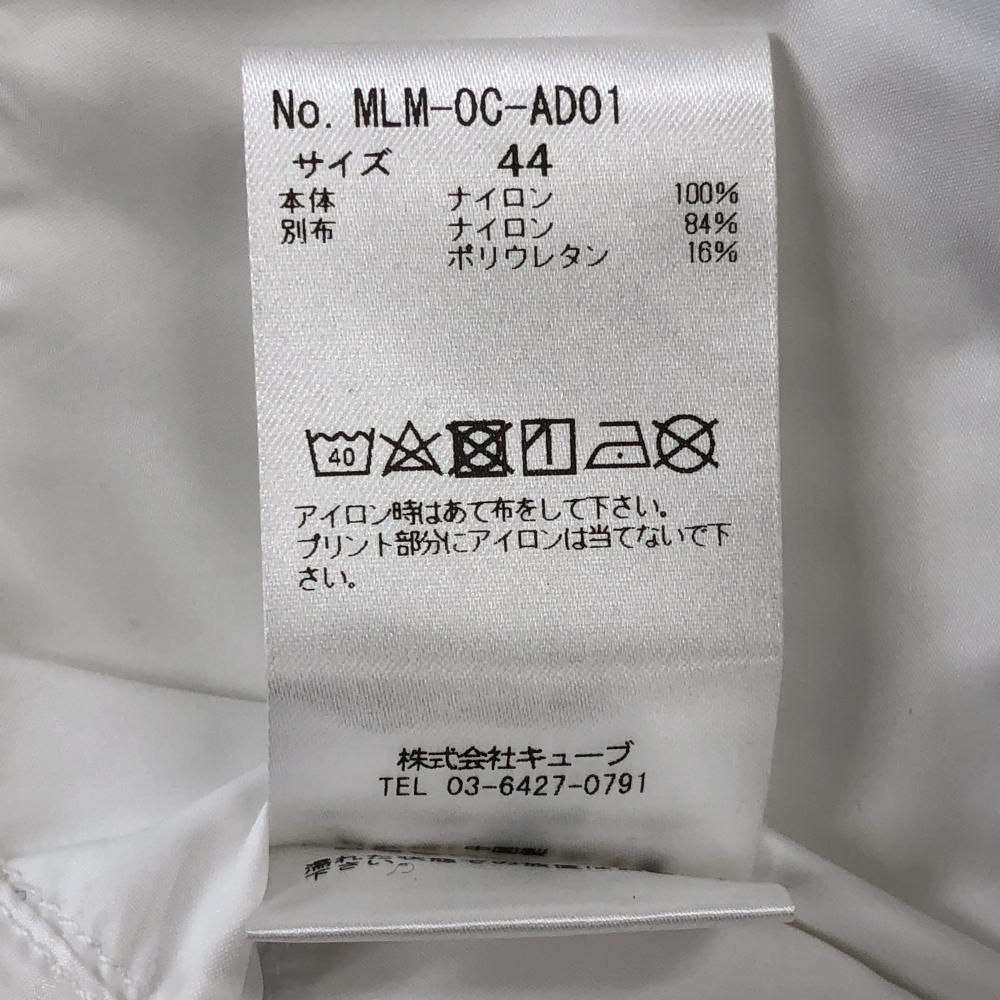 No. MLM-OC-AD01
サイズ 44
本体 ナイロン 100%
別布 ナイロン 84%
ポリウレタン 16%
40
アイロン時はあて布をして下さい。
プリント部分にアイロンは当てないで下
さい。
株式会社キューブ
TEL 03-6427-0791
中国製